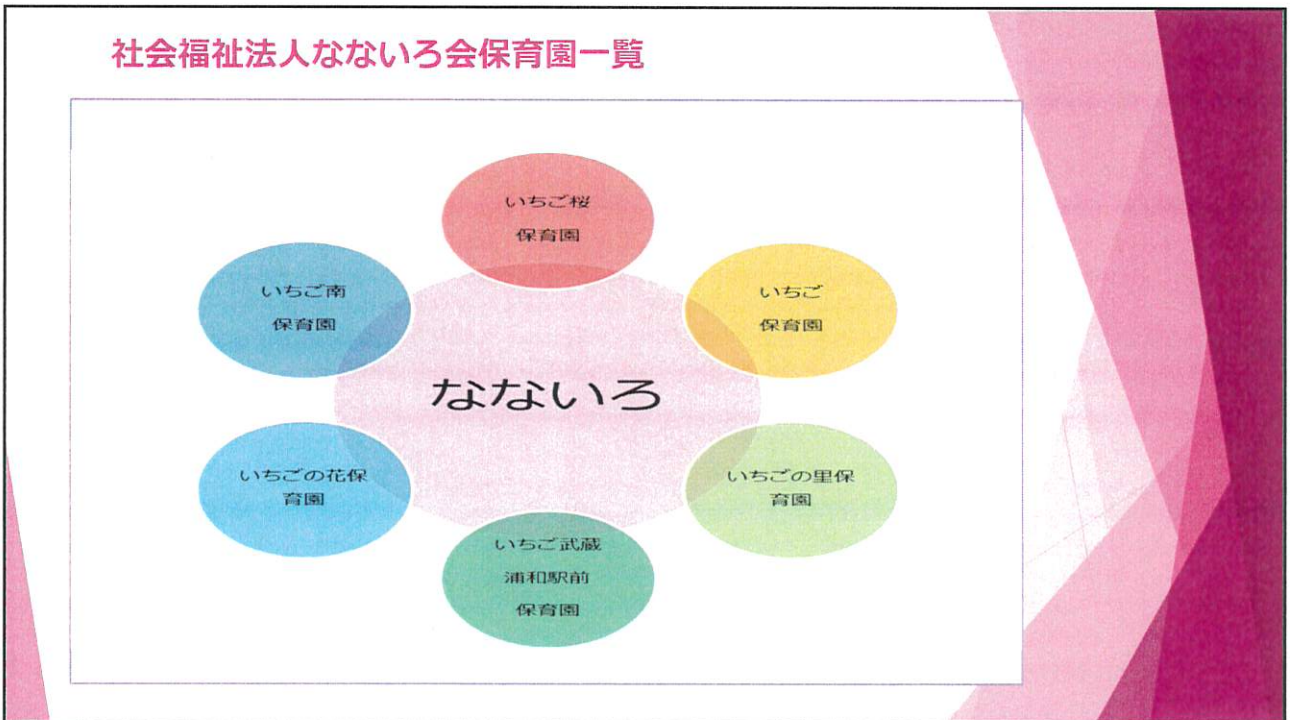 社会福祉法人なないろ会保育園一覧
いちご桜
保育園
いちご南
保育園
いちご
保育園
なないろ
いちごの花保
育園
いちごの里保
育園
いちご武蔵
浦和駅前
保育園